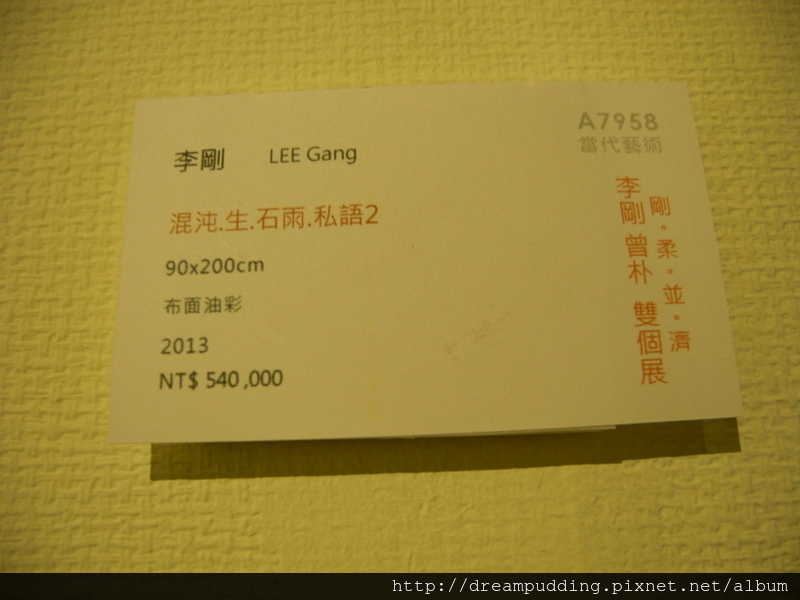 李剛 LEE Gang
混沌.生.石雨.私語2
90x200cm
布面油彩
2013
NT$ 540 ,000
A7958
當代藝術
剛。柔。並。濟
李剛 曾朴 雙個展
http://dreampudding.pixnet.net/album